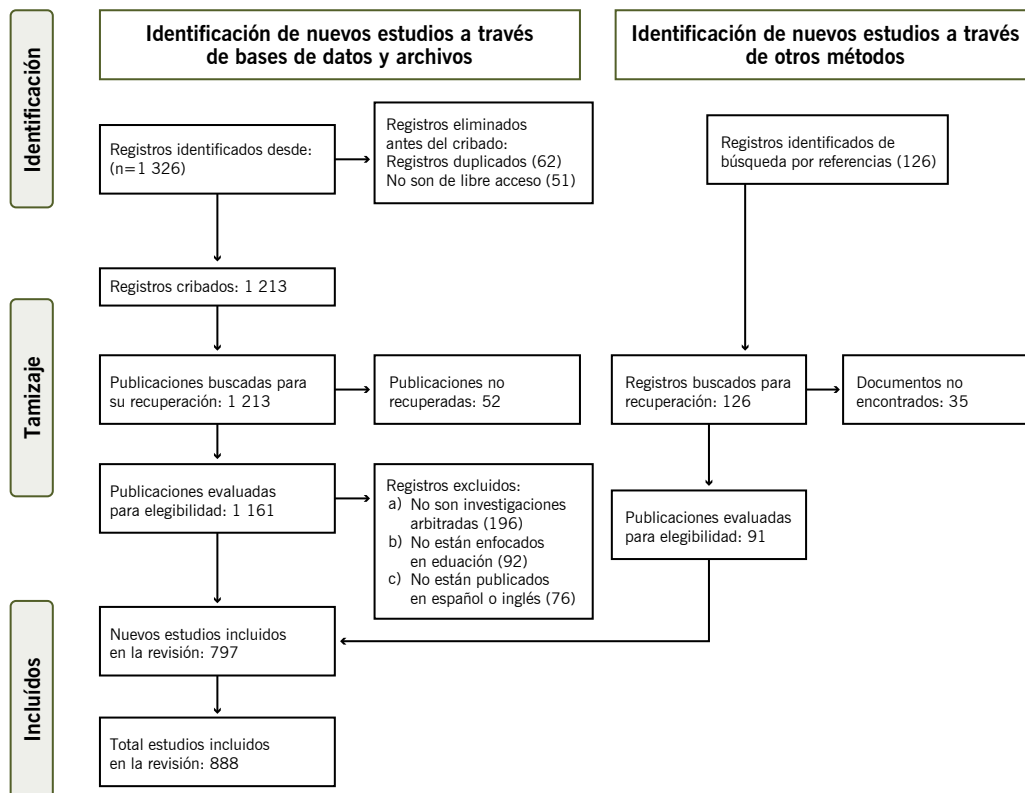 Identificación
Identificación de nuevos estudios a través
de bases de datos y archivos
Identificación de nuevos estudios a través
de otros métodos
Registros identificados desde:
(n=1 326)
Registros eliminados
antes del cribado:
Registros duplicados (62)
No son de libre acceso (51)
Registros identificados de
búsqueda por referencias (126)
Tamizaje
Registros cribados: 1 213
Publicaciones buscadas para
su recuperación: 1 213
Publicaciones no
recuperadas: 52
Registros buscados para
recuperación: 126
Documentos no
encontrados: 35
Publicaciones evaluadas
para elegibilidad: 1 161
Registros excluidos:
a) No son investigaciones
arbitradas (196)
b) No están enfocados
en eduación (92)
c) No están publicados
en español o inglés (76)
Publicaciones evaluadas
para elegibilidad: 91
Incluídos
Nuevos estudios incluidos
en la revisión: 797
Total estudios incluidos
en la revisión: 888